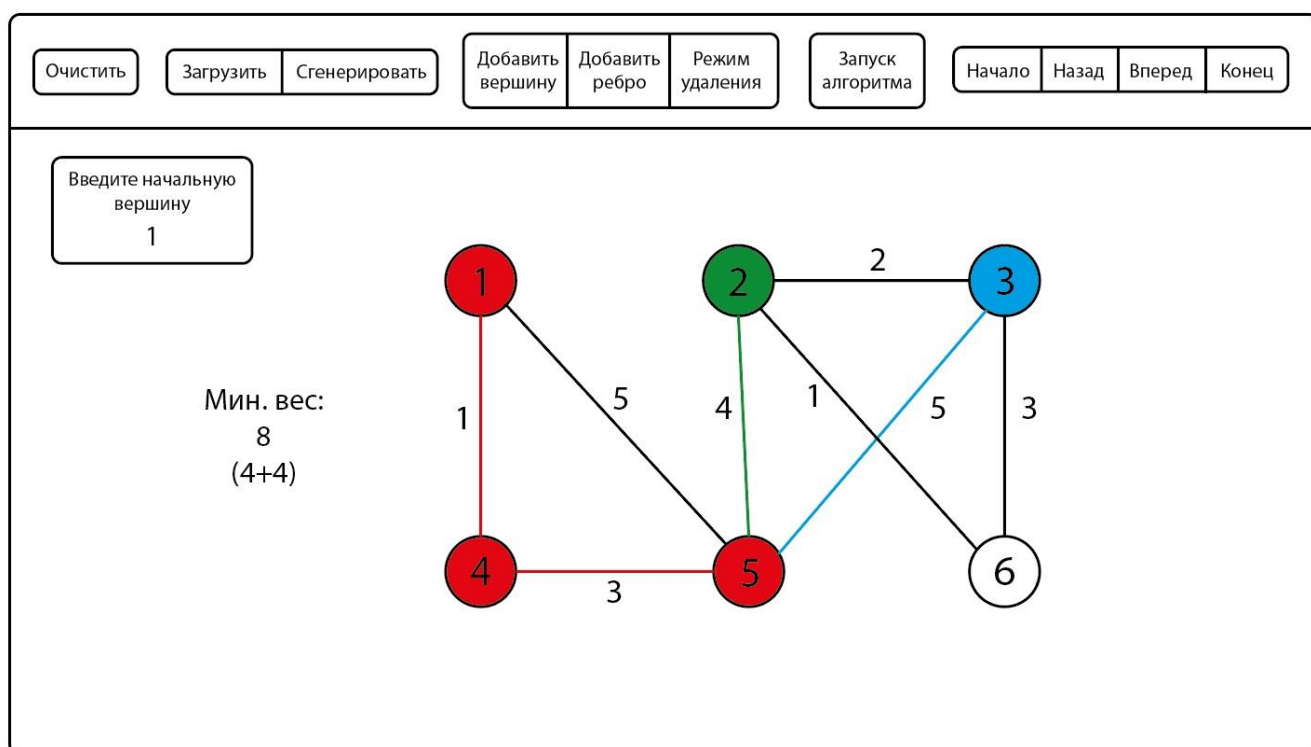 Очистить
Загрузить
Сгенерировать
Добавить
вершину
Добавить
ребро
Режим
удаления
Запуск
алгоритма
Начало
Назад
Вперед
Конец
Введите начальную
вершину
1
1
2
2
3
Мин. вес:
8
(4+4)
1
5
4
1
5
3
4
3
5
6